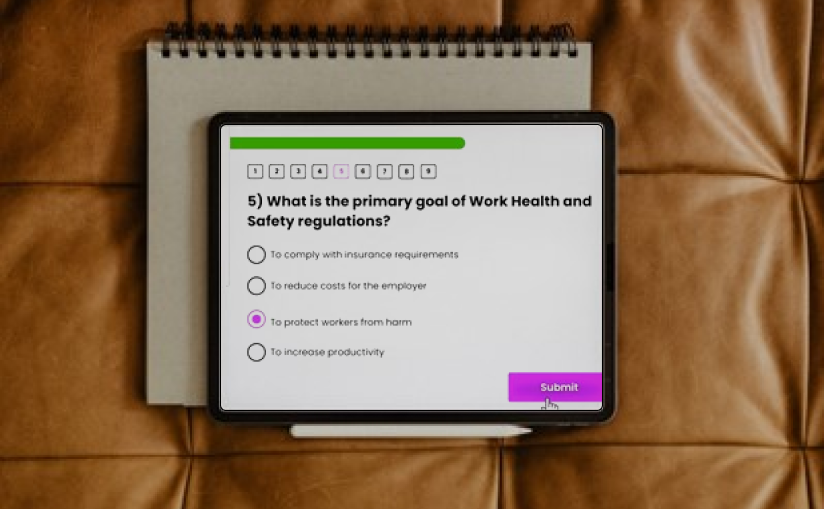 1 2 3 4 5 6 7 8 9
5) What is the primary goal of Work Health and
Safety regulations?
To comply with insurance requirements
To reduce costs for the employer
To protect workers from harm
To increase productivity
Submit